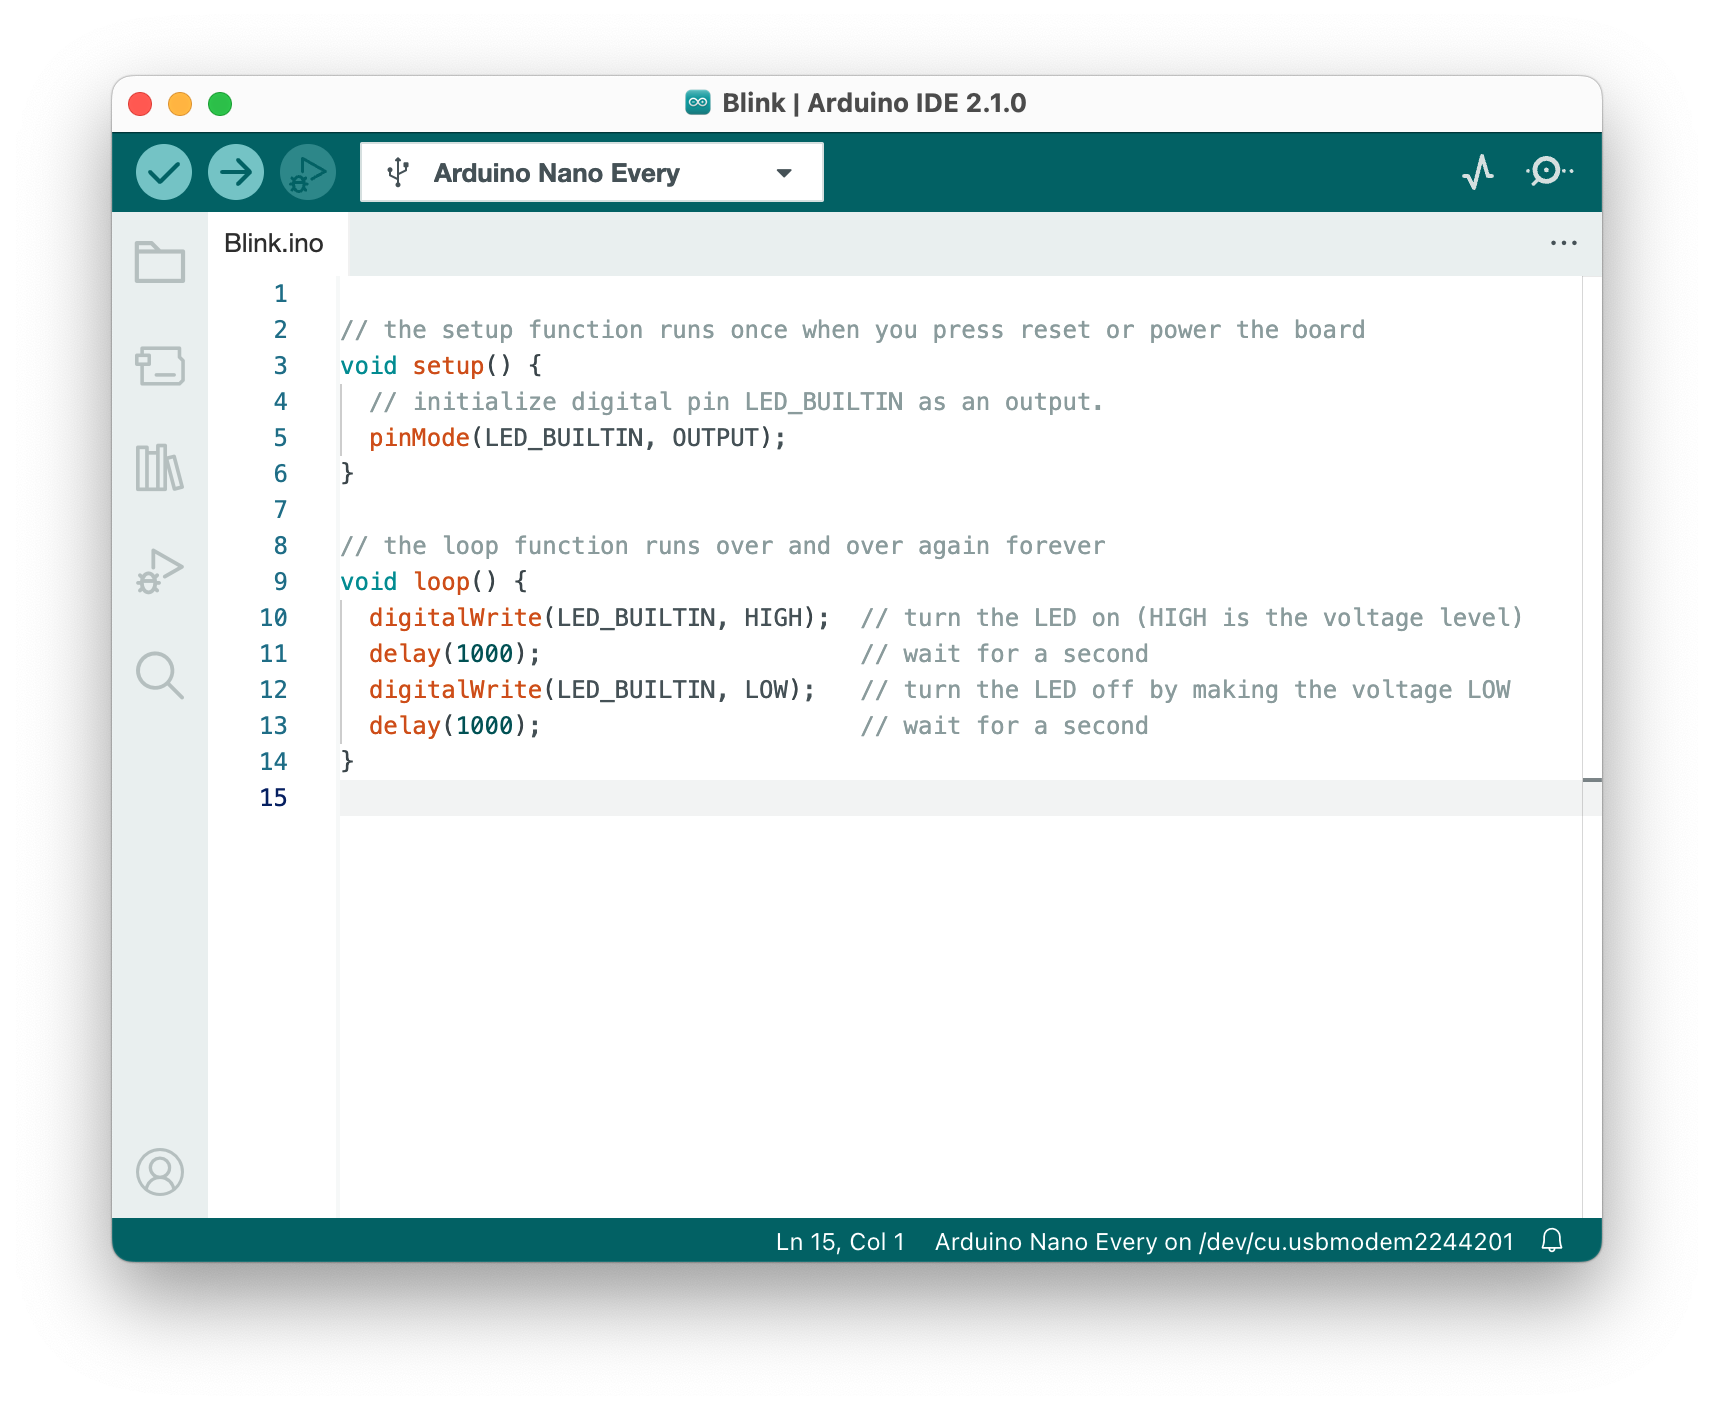 Blink | Arduino IDE 2.1.0
Arduino Nano Every
Blink.ino
1
2 // the setup function runs once when you press reset or power the board
3 void setup() {
4   // initialize digital pin LED_BUILTIN as an output.
5   pinMode(LED_BUILTIN, OUTPUT);
6 }
7
8 // the loop function runs over and over again forever
9 void loop() {
10   digitalWrite(LED_BUILTIN, HIGH);  // turn the LED on (HIGH is the voltage level)
11   delay(1000);                      // wait for a second
12   digitalWrite(LED_BUILTIN, LOW);   // turn the LED off by making the voltage LOW
13   delay(1000);                      // wait for a second
14 }
15
Ln 15, Col 1 Arduino Nano Every on /dev/cu.usbmodem2244201